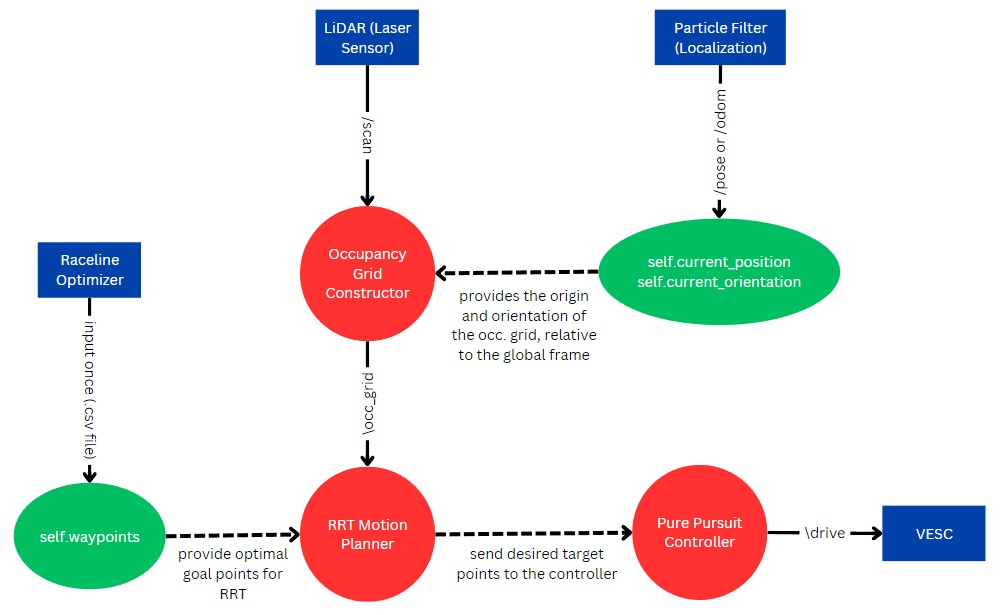 LiDAR (Laser
Sensor)
Particle Filter
(Localization)
/scan
/pose or /odom
Raceline
Optimizer
Occupancy
Grid
Constructor
self.current_position
self.current_orientation
provides the origin
and orientation of
the occ. grid, relative
to the global frame
input once (.csv file)
\occ_grid
self.waypoints
provide optimal
goal points for
RRT
RRT Motion
Planner
send desired target
points to the controller
Pure Pursuit
Controller
\drive
VESC